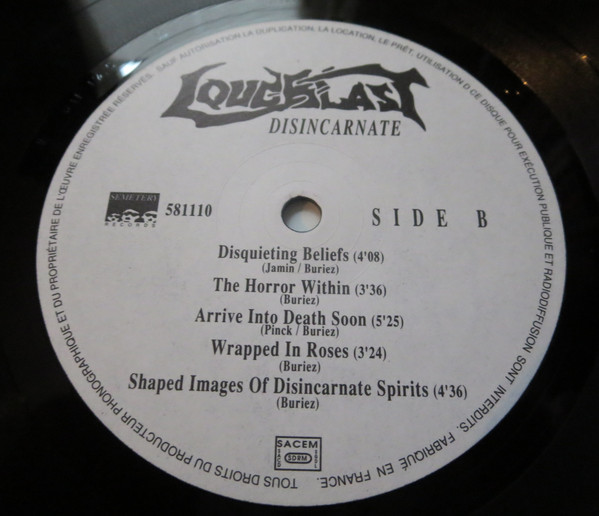 LOUDBLAST
DISINCARNATE
SEMETERY
RECORDS
581110
SIDE B
Disquieting Beliefs (4'08)
(Jamin / Buriez)
The Horror Within (3'36)
(Buriez)
Arrive Into Death Soon (5'25)
(Pinck / Buriez)
Wrapped In Roses (3'24)
(Buriez)
Shaped Images Of Disincarnate Spirits (4'36)
(Buriez)
SACEM
SDRM
TOUS DROITS DU PRODUCTEUR PHONOGRAPHIQUE ET DU PROPRIÉTAIRE DE L'ŒUVRE ENREGISTRÉE RÉSERVÉS. SAUF AUTORISATION LA DUPLICATION, LA LOCATION, LE PRÊT, UTILISATION D CE DISQUE POUR EXÉCUTION PUBLIQUE ET RADIODIFFUSION SONT INTERDITS. FABRIQUÉ EN FRANCE.